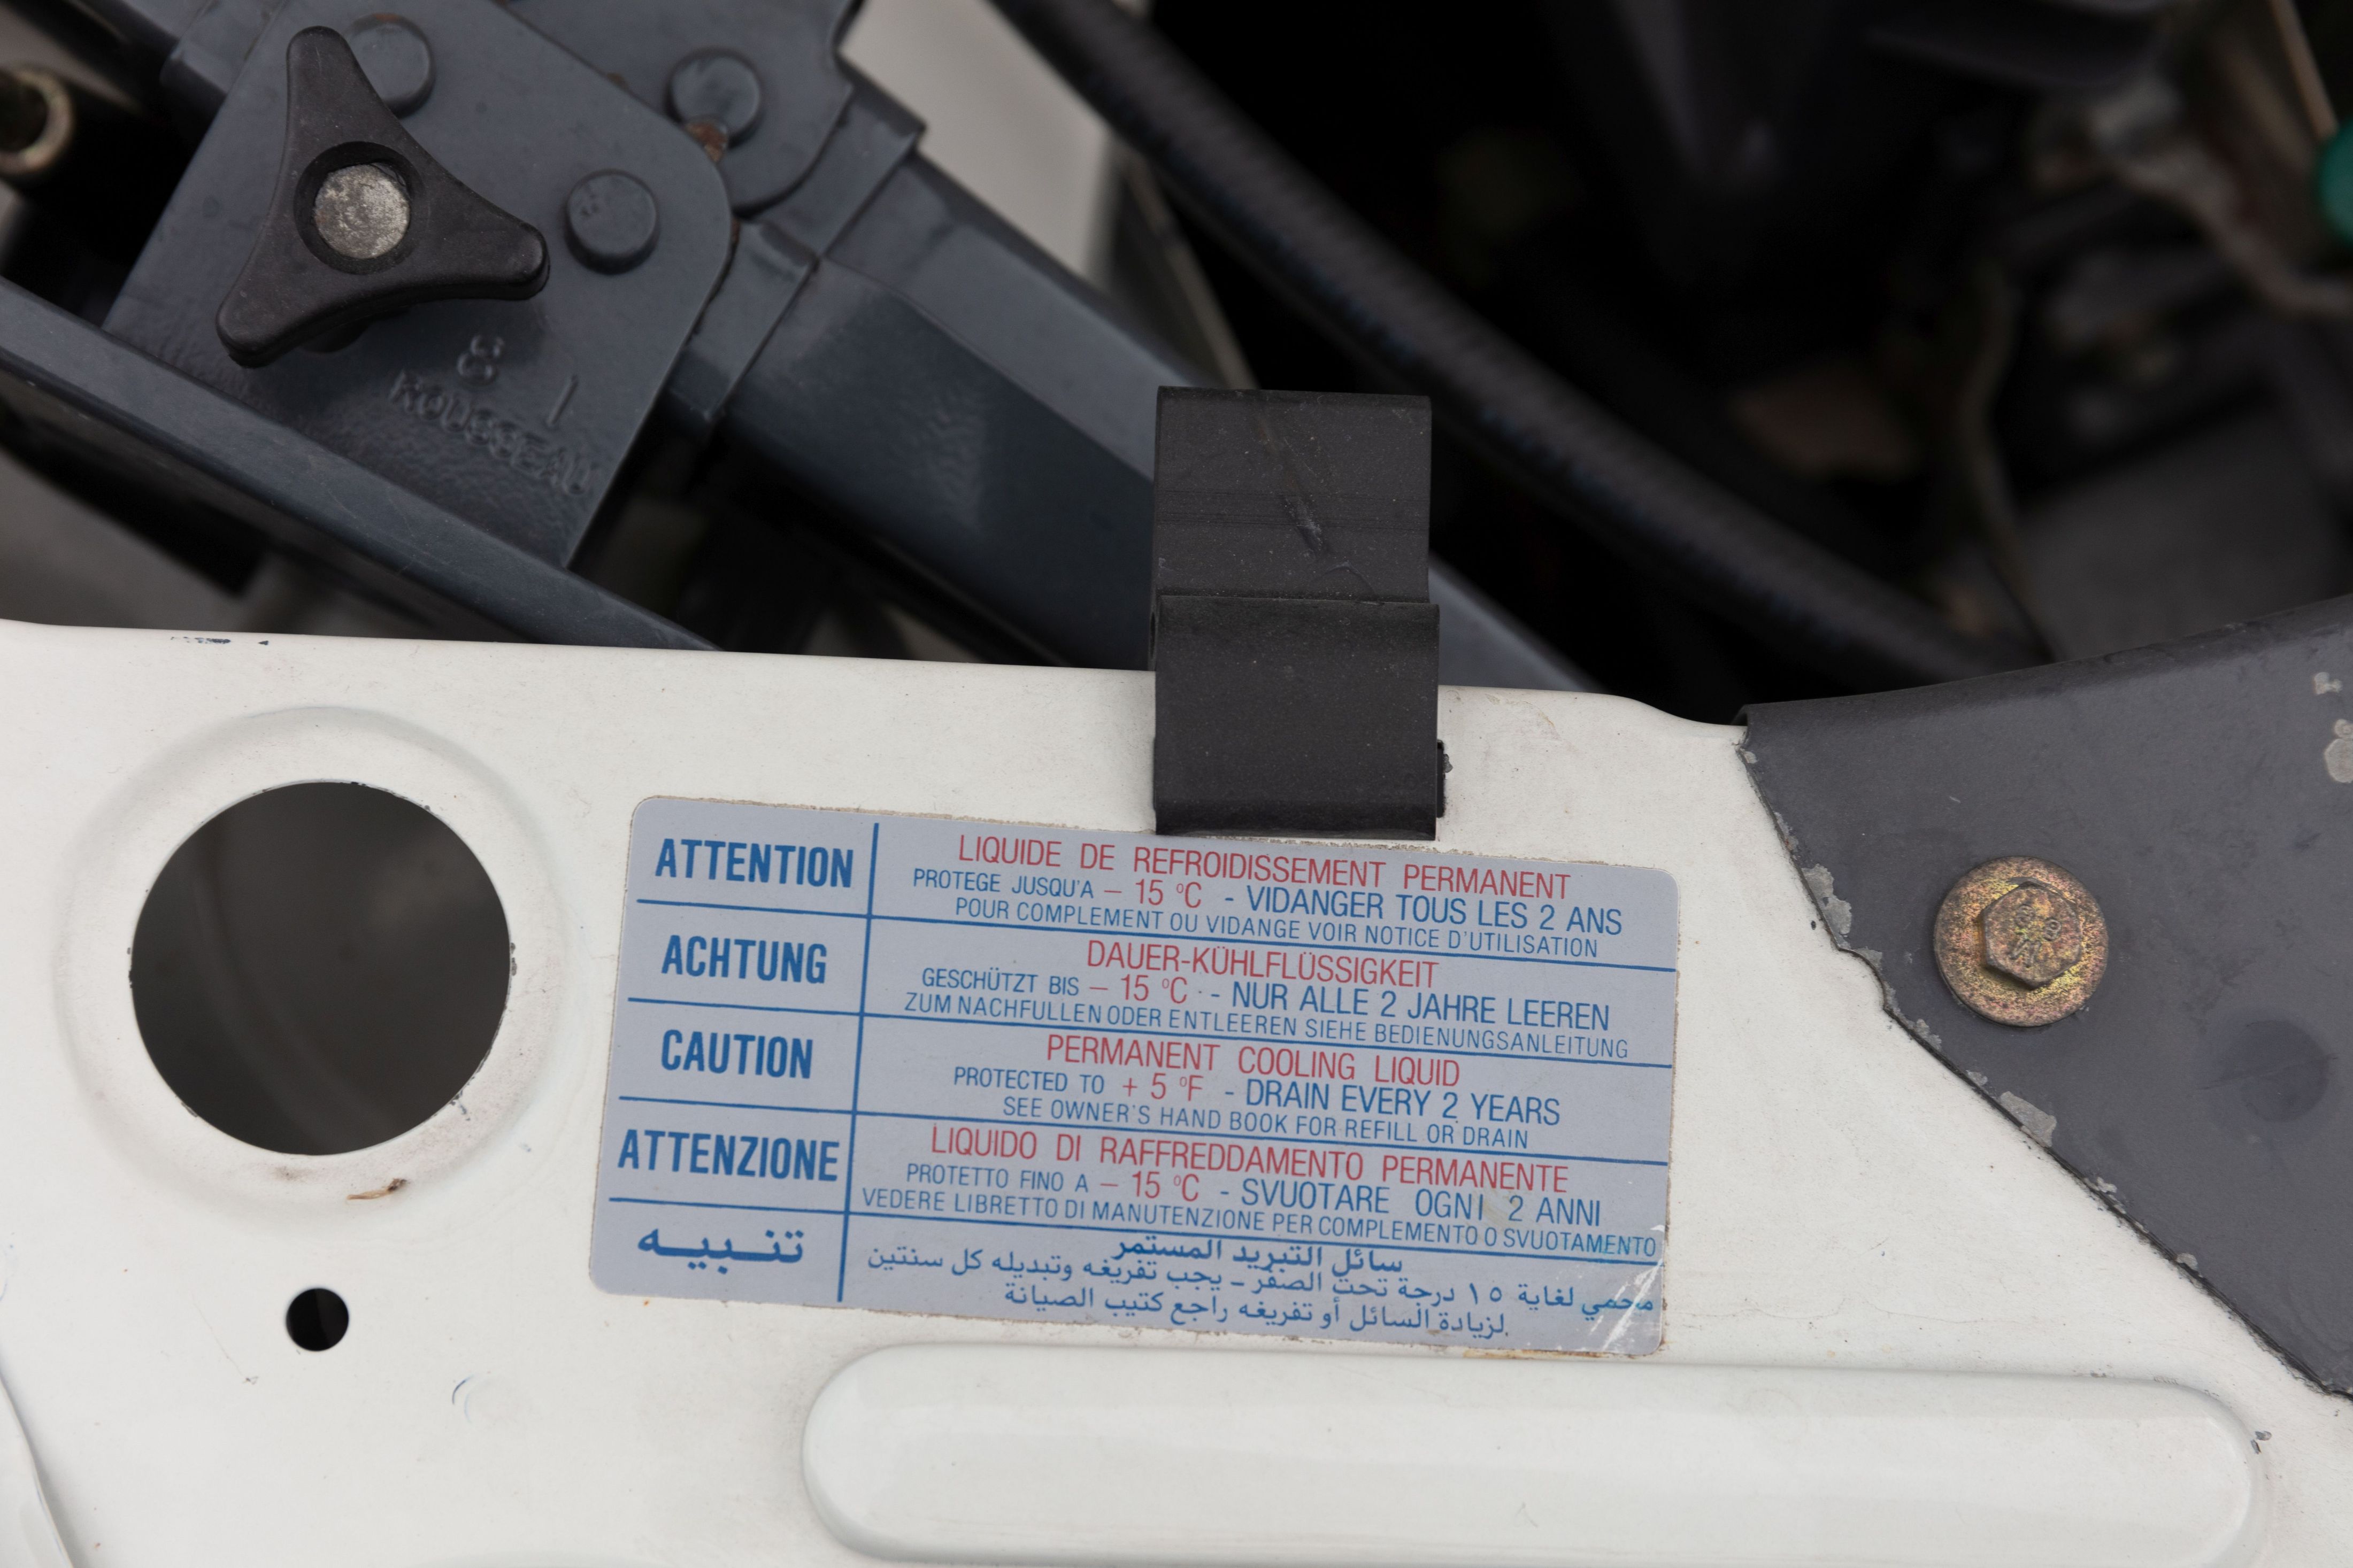 8 1
ROUSSEAU
ATTENTION
LIQUIDE DE REFROIDISSEMENT PERMANENT
PROTEGE JUSQU'A – 15 °C - VIDANGER TOUS LES 2 ANS
POUR COMPLEMENT OU VIDANGE VOIR NOTICE D'UTILISATION
ACHTUNG
DAUER-KÜHLFLÜSSIGKEIT
GESCHÜTZT BIS – 15 °C - NUR ALLE 2 JAHRE LEEREN
ZUM NACHFULLEN ODER ENTLEEREN SIEHE BEDIENUNGSANLEITUNG
CAUTION
PERMANENT COOLING LIQUID
PROTECTED TO + 5 °F - DRAIN EVERY 2 YEARS
SEE OWNER'S HAND BOOK FOR REFILL OR DRAIN
ATTENZIONE
LIQUIDO DI RAFFREDDAMENTO PERMANENTE
PROTETTO FINO A – 15 °C - SVUOTARE OGNI 2 ANNI
VEDERE LIBRETTO DI MANUTENZIONE PER COMPLEMENTO O SVUOTAMENTO
تنبيه
سائل التبريد المستمر
محمي لغاية ١٥ درجة تحت الصفر - يجب تفريغه وتبديله كل سنتين
لزيادة السائل أو تفريغه راجع كتيب الصيانة.